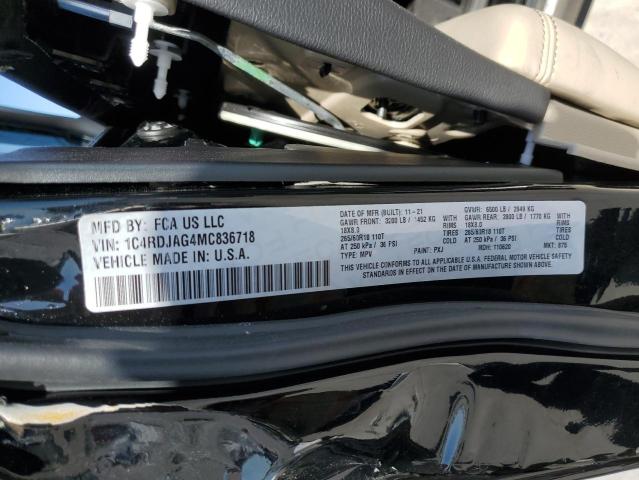 MFD BY: FCA US LLC
VIN: 1C4RDJAG4MC836718
VEHICLE MADE IN: U.S.A.
DATE OF MFR (BUILT): 11-21 GVWR: 6500 LB / 2949 KG
GAWR FRONT: 3200 LB / 1452 KG GAWR REAR: 3900 LB / 1770 KG
18X8.0 RIMS 18X8.0 RIMS
265/60R18 110T TIRES 265/60R18 110T TIRES
AT 250 kPa / 36 PSI COLD AT 250 kPa / 36 PSI COLD
TYPE: MPV PAINT: PXJ MDH: 110620 MKT: 87S
THIS VEHICLE CONFORMS TO ALL APPLICABLE U.S.A. FEDERAL MOTOR VEHICLE SAFETY
STANDARDS IN EFFECT ON THE DATE OF MANUFACTURE SHOWN ABOVE